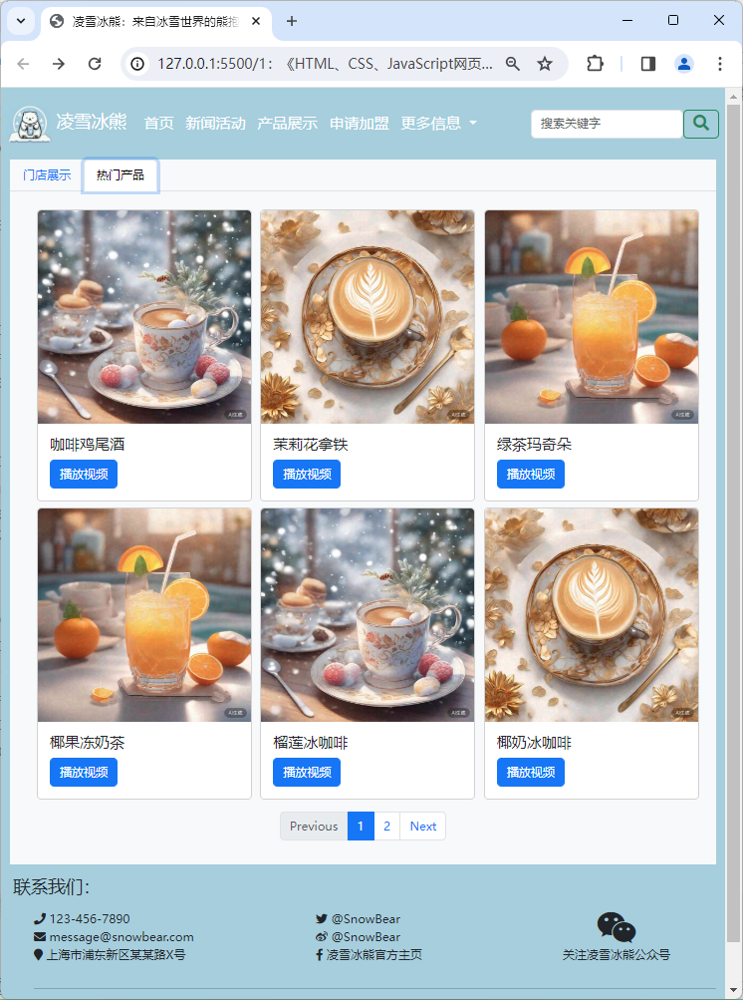 凌雪冰熊：来自冰雪世界的熊抱
127.0.0.1:5500/1：《HTML、CSS、JavaScript网页...
凌雪冰熊 首页 新闻活动 产品展示 申请加盟 更多信息 搜索关键字
门店展示 热门产品
AI生成 AI生成 AI生成
咖啡鸡尾酒 茉莉花拿铁 绿茶玛奇朵
播放视频 播放视频 播放视频
AI生成 AI生成 AI生成
椰果冻奶茶 榴莲冰咖啡 椰奶冰咖啡
播放视频 播放视频 播放视频
Previous 1 2 Next
联系我们：
123-456-7890 @SnowBear
message@snowbear.com @SnowBear
上海市浦东新区某某路X号 凌雪冰熊官方主页 关注凌雪冰熊公众号